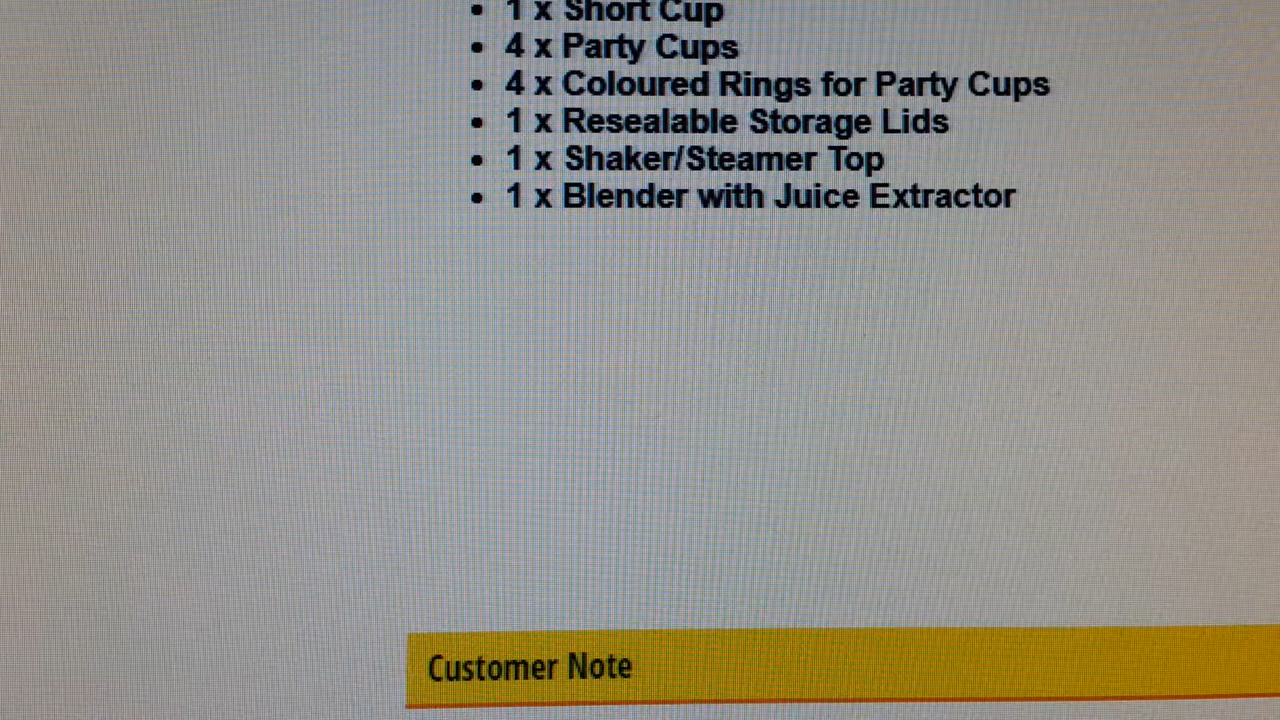 • 1 x Short Cup
• 4 x Party Cups
• 4 x Coloured Rings for Party Cups
• 1 x Resealable Storage Lids
• 1 x Shaker/Steamer Top
• 1 x Blender with Juice Extractor
Customer Note